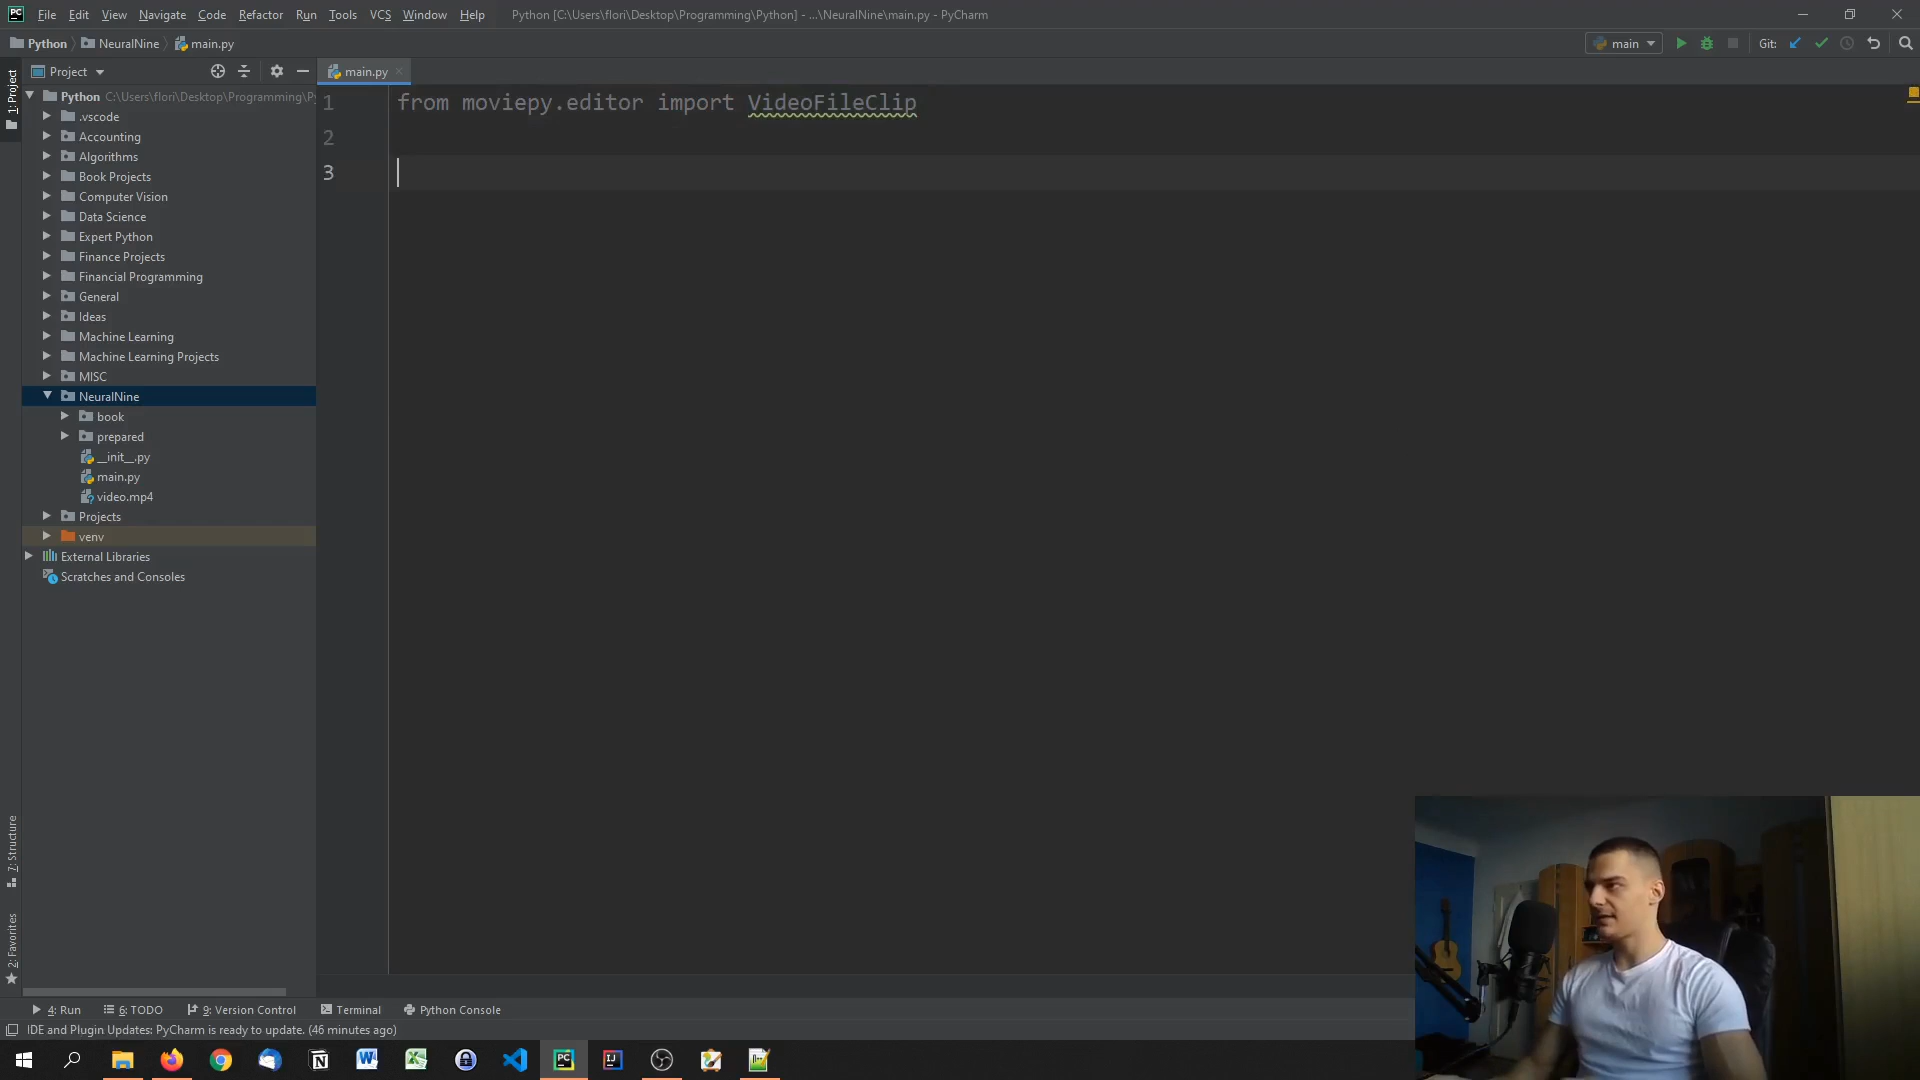 File Edit View Navigate Code Refactor Run Tools VCS Window Help Python [C:\Users\flori\Desktop\Programming\Python] - ...\NeuralNine\main.py - PyCharm
Python NeuralNine main.py main Git:
Project main.py
1: Project
Python C:\Users\flori\Desktop\Programming\P
.vscode
Accounting
Algorithms
Book Projects
Computer Vision
Data Science
Expert Python
Finance Projects
Financial Programming
General
Ideas
Machine Learning
Machine Learning Projects
MISC
NeuralNine
book
prepared
__init__.py
main.py
video.mp4
Projects
venv
External Libraries
Scratches and Consoles
1 from moviepy.editor import VideoFileClip
2
3
7: Structure
2: Favorites
4: Run 6: TODO 9: Version Control Terminal Python Console
IDE and Plugin Updates: PyCharm is ready to update. (46 minutes ago)